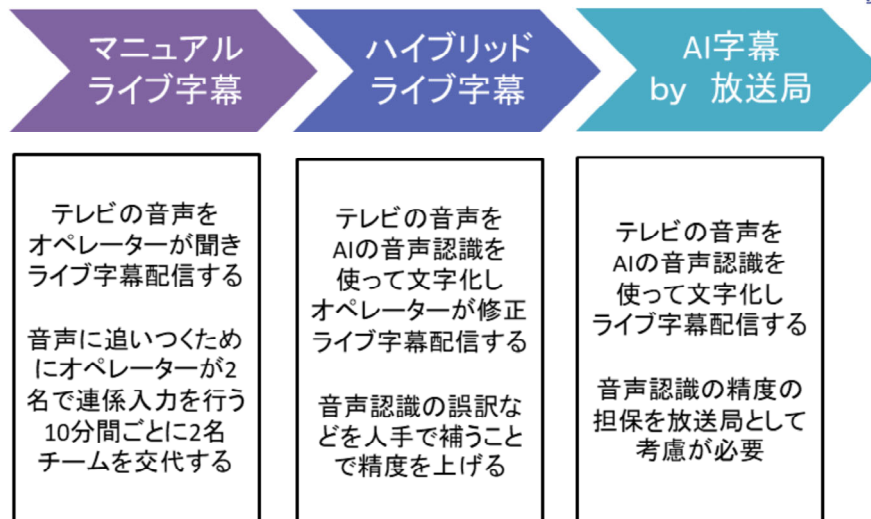 マニュアル
ライブ字幕
ハイブリッド
ライブ字幕
AI字幕
by 放送局
テレビの音声を
オペレーターが聞き
ライブ字幕配信する
音声に追いつくため
にオペレーターが2
名で連係入力を行う
10分間ごとに2名
チームを交代する
テレビの音声を
AIの音声認識を
使って文字化し
オペレーターが修正
ライブ字幕配信する
音声認識の誤訳な
どを人手で補うこと
で精度を上げる
テレビの音声を
AIの音声認識を
使って文字化し
ライブ字幕配信する
音声認識の精度の
担保を放送局として
考慮が必要